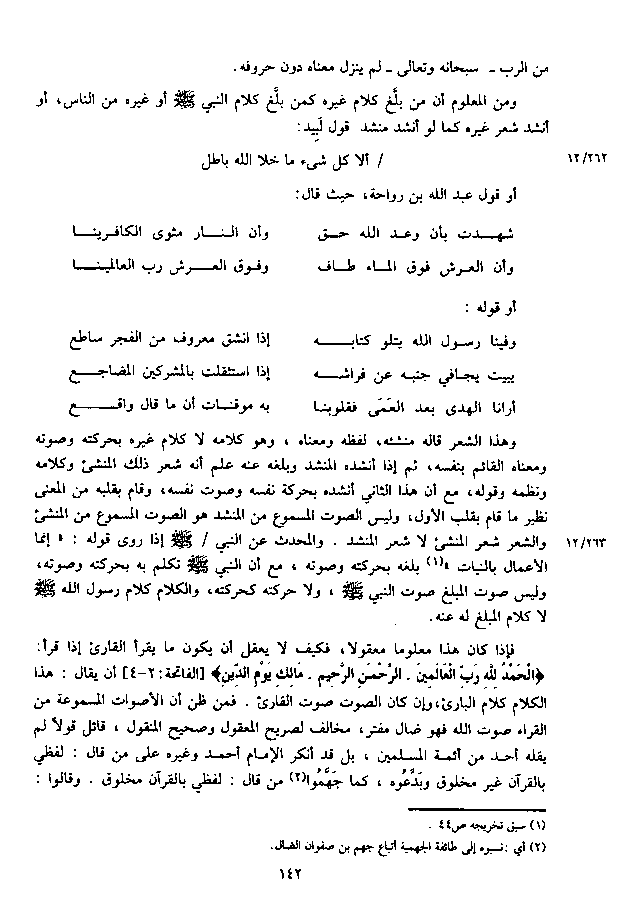 من الرب ـ سبحانه وتعالى ـ لم ينزل معناه دون حروفه.
ومن المعلوم أن من بلَّغ كلام غيره كمن بلَّغ كلام النبي ﷺ أو غيره من الناس، أو
أنشد شعر غيره كما لو أنشد منشد قول لَبِيد:
/ ألا كل شيء ما خلا الله باطل ١٢/٢٦٢
أو قول عبد الله بن رواحة، حيث قال:
شهدت بأن وعد الله حق وأن النار مثوى الكافرينا
وأن العرش فوق الماء طاف وفوق العرش رب العالمينا
أو قوله :
وفينا رسول الله يتلو كتابه إذا انشق معروف من الفجر ساطع
يبيت يجافي جنبه عن فراشه إذا استثقلت بالمشركين المضاجع
أرانا الهدى بعد العَمَى فقلوبنا به موقنات أن ما قال واقع
وهذا الشعر قاله منشئه، لفظه ومعناه ، وهو كلامه لا كلام غيره بحركته وصوته
ومعناه القائم بنفسه، ثم إذا أنشده المنشد وبلغه عنه علم أنه شعر ذلك المنشئ وكلامه
ونظمه وقوله، مع أن هذا الثاني أنشده بحركة نفسه وصوت نفسه، وقام بقلبه من المعنى
نظير ما قام بقلب الأول، وليس الصوت المسموع من المنشد هو الصوت المسموع من المنشئ
والشعر شعر المنشئ لا شعر المنشد . والمحدث عن النبي / ﷺ إذا روى قوله : « إنما ١٢/٢٦٣
الأعمال بالنيات »(١) بلغه بحركته وصوته ، مع أن النبي ﷺ تكلم به بحركته وصوته،
وليس صوت المبلغ صوت النبي ﷺ ، ولا حركته كحركته، والكلام كلام رسول الله ﷺ
لا كلام المبلغ له عنه.
فإذا كان هذا معلوما معقولا، فكيف لا يعقل أن يكون ما يقرأ القارئ إذا قرأ:
﴿الْحَمْدُ لِلَّهِ رَبِّ الْعَالَمِينَ . الرَّحْمَنِ الرَّحِيمِ . مَالِكِ يَوْمِ الدِّينِ﴾ [الفاتحة:٢-٤] أن يقال : هذا
الكلام كلام البارئ،وإن كان الصوت صوت القارئ . فمن ظن أن الأصوات المسموعة من
القراء صوت الله فهو ضال مفتر، مخالف لصريح المعقول وصحيح المنقول ، قائل قولاً لم
يقله أحد من أئمة المسلمين ، بل قد أنكر الإمام أحمد وغيره على من قال : لفظي
بالقرآن غير مخلوق وبَدَّعُوه ، كما جَهَّمُوا(٢) من قال : لفظي بالقرآن مخلوق . وقالوا :
(١) سبق تخريجه ص٤٤ .
(٢) أي :نسبوه إلى طائفة الجهمية أتباع جهم بن صفوان الضال.
١٤٢